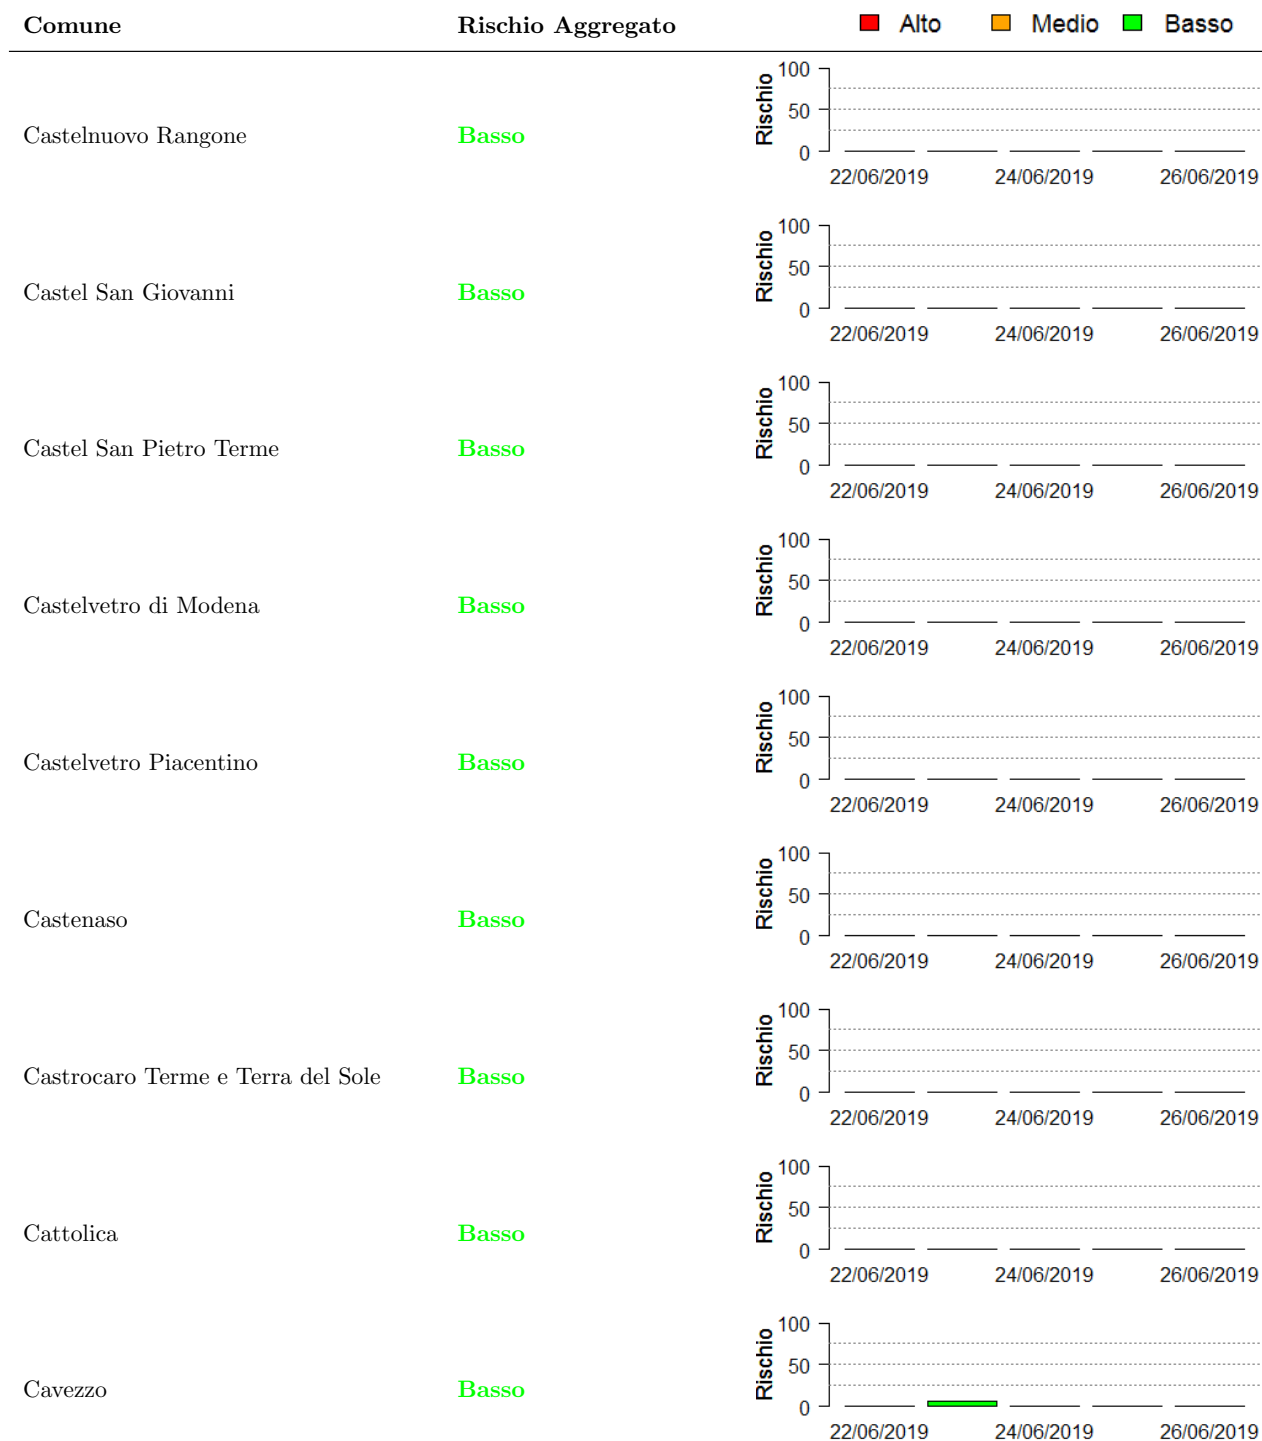 Comune Rischio Aggregato Alto Medio Basso
100
Rischio
50
Castelnuovo Rangone Basso
0
22/06/2019 24/06/2019 26/06/2019
100
Rischio
50
Castel San Giovanni Basso
0
22/06/2019 24/06/2019 26/06/2019
100
Rischio
50
Castel San Pietro Terme Basso
0
22/06/2019 24/06/2019 26/06/2019
100
Rischio
50
Castelvetro di Modena Basso
0
22/06/2019 24/06/2019 26/06/2019
100
Rischio
50
Castelvetro Piacentino Basso
0
22/06/2019 24/06/2019 26/06/2019
100
Rischio
50
Castenaso Basso
0
22/06/2019 24/06/2019 26/06/2019
100
Rischio
50
Castrocaro Terme e Terra del Sole Basso
0
22/06/2019 24/06/2019 26/06/2019
100
Rischio
50
Cattolica Basso
0
22/06/2019 24/06/2019 26/06/2019
100
Rischio
50
Cavezzo Basso
0
22/06/2019 24/06/2019 26/06/2019